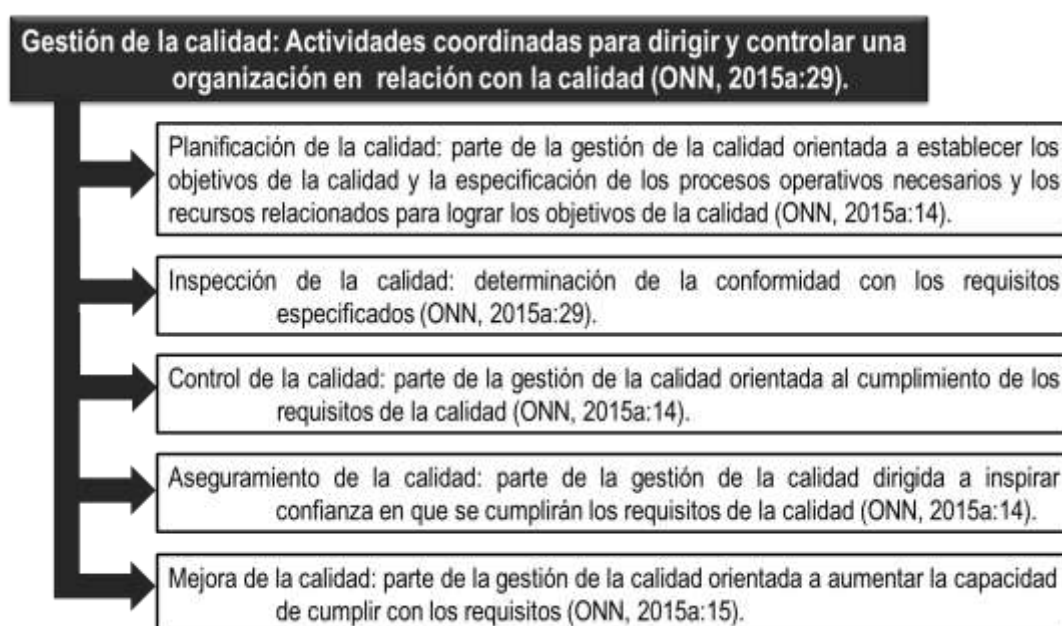 Gestión de la calidad: Actividades coordinadas para dirigir y controlar una
organización en relación con la calidad (ONN, 2015a:29).
Planificación de la calidad: parte de la gestión de la calidad orientada a establecer los
objetivos de la calidad y la especificación de los procesos operativos necesarios y los
recursos relacionados para lograr los objetivos de la calidad (ONN, 2015a:14).
Inspección de la calidad: determinación de la conformidad con los requisitos
especificados (ONN, 2015a:29).
Control de la calidad: parte de la gestión de la calidad orientada al cumplimiento de los
requisitos de la calidad (ONN, 2015a:14).
Aseguramiento de la calidad: parte de la gestión de la calidad dirigida a inspirar
confianza en que se cumplirán los requisitos de la calidad (ONN, 2015a:14).
Mejora de la calidad: parte de la gestión de la calidad orientada a aumentar la capacidad
de cumplir con los requisitos (ONN, 2015a:15).